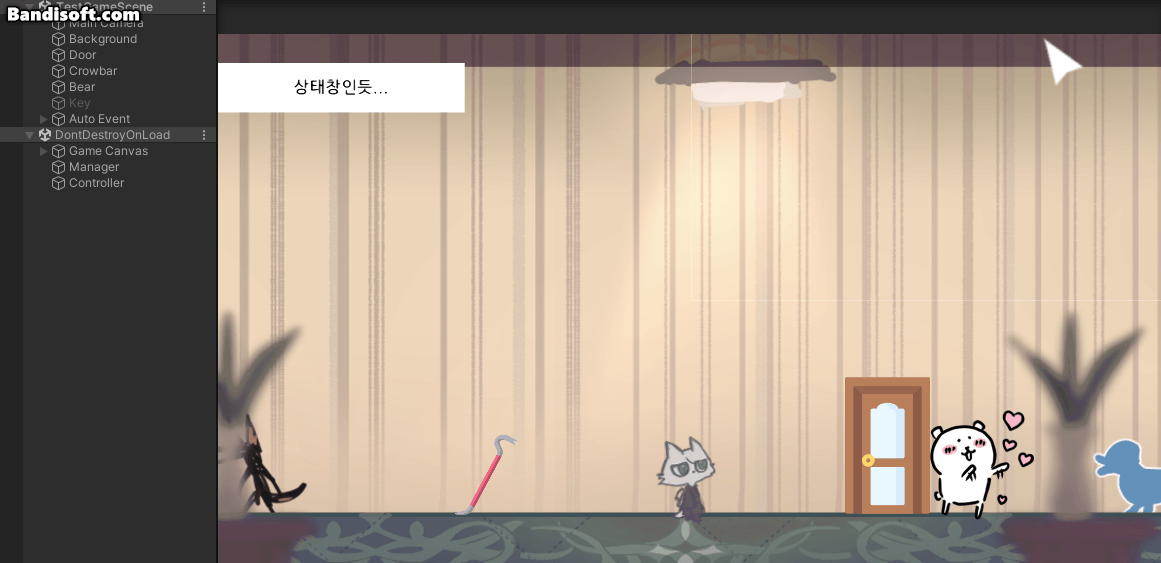 Bandisoft.com
TestGameScene
Main Camera
Background
Door
Crowbar
Bear
Key
Auto Event
DontDestroyOnLoad
Game Canvas
Manager
Controller
상태창인듯...